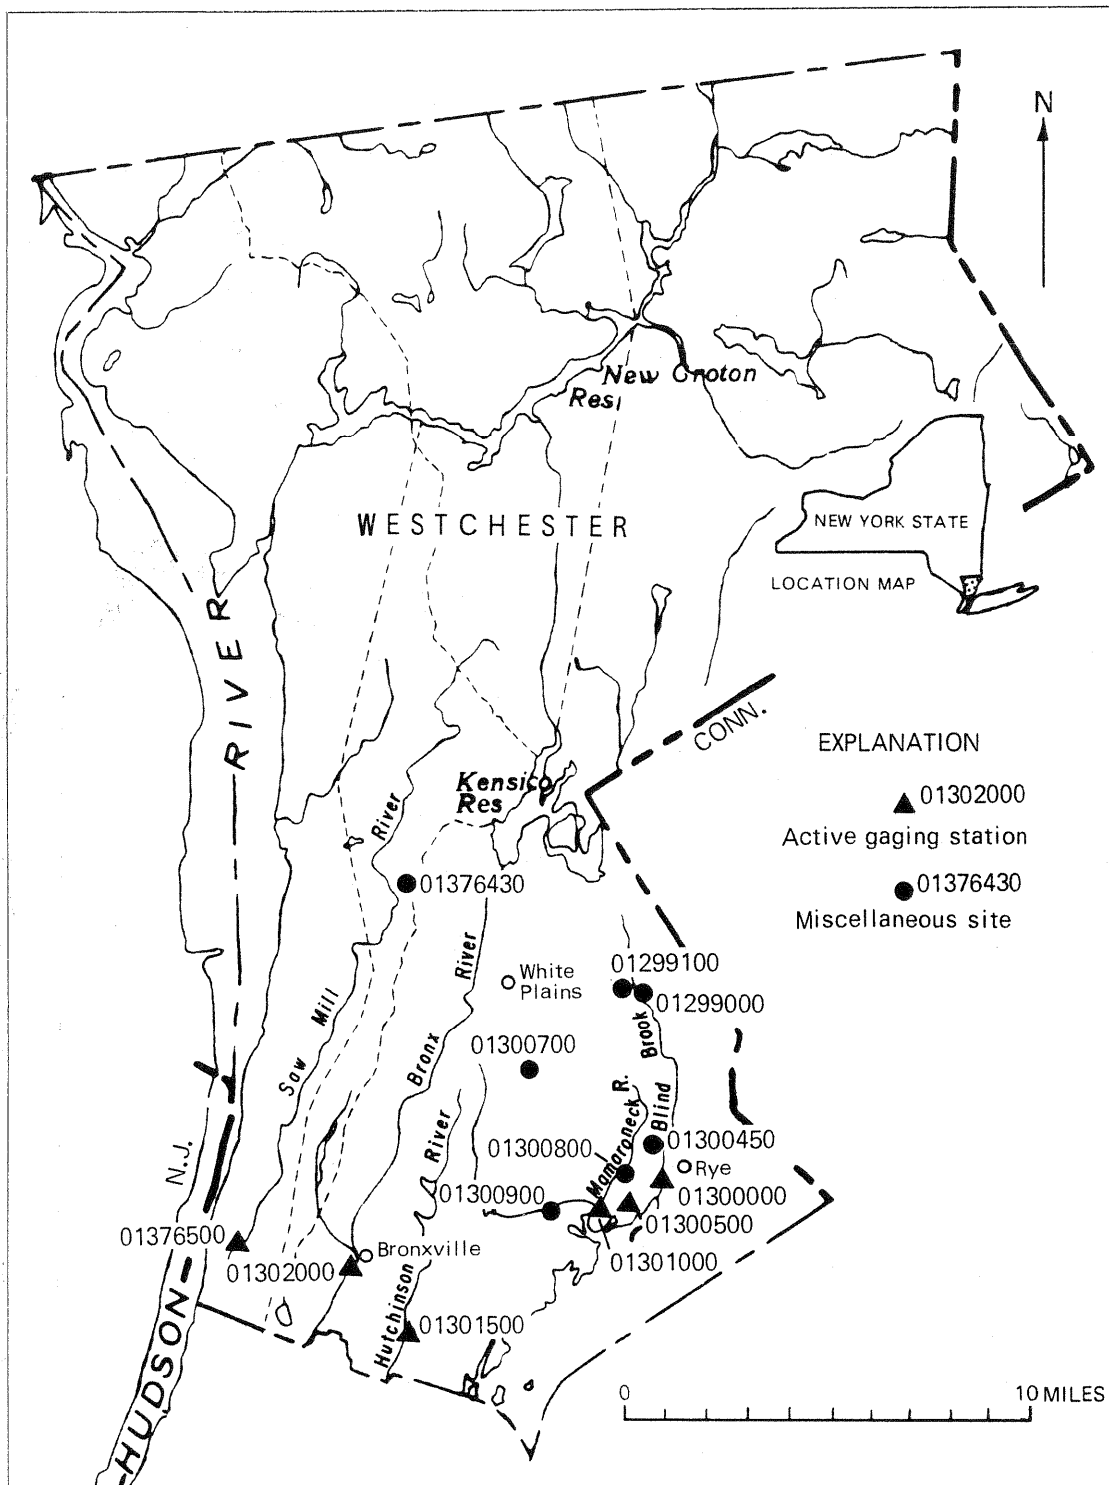 N
New Croton
Res
WESTCHESTER
NEW YORK STATE
LOCATION MAP
RIVER
CONN.
EXPLANATION
01302000
Active gaging station
01376430
Miscellaneous site
Kensico
Res
River
01376430
01299100
White
Plains
01299000
River
Saw Mill
Bronx
Brook
01300700
Mamaroneck R.
Blind
01300450
River
01300800
Rye
N.J.
01300900
01300000
01300500
01376500
Bronxville
01301000
01302000
Hutchinson
01301500
HUDSON
0
10 MILES